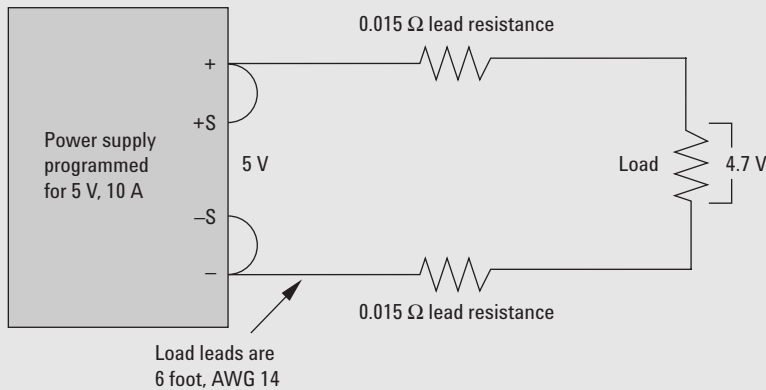 0.015 Ω lead resistance
+
+S
Power supply
programmed
for 5 V, 10 A
5 V
Load
4.7 V
–S
–
0.015 Ω lead resistance
Load leads are
6 foot, AWG 14